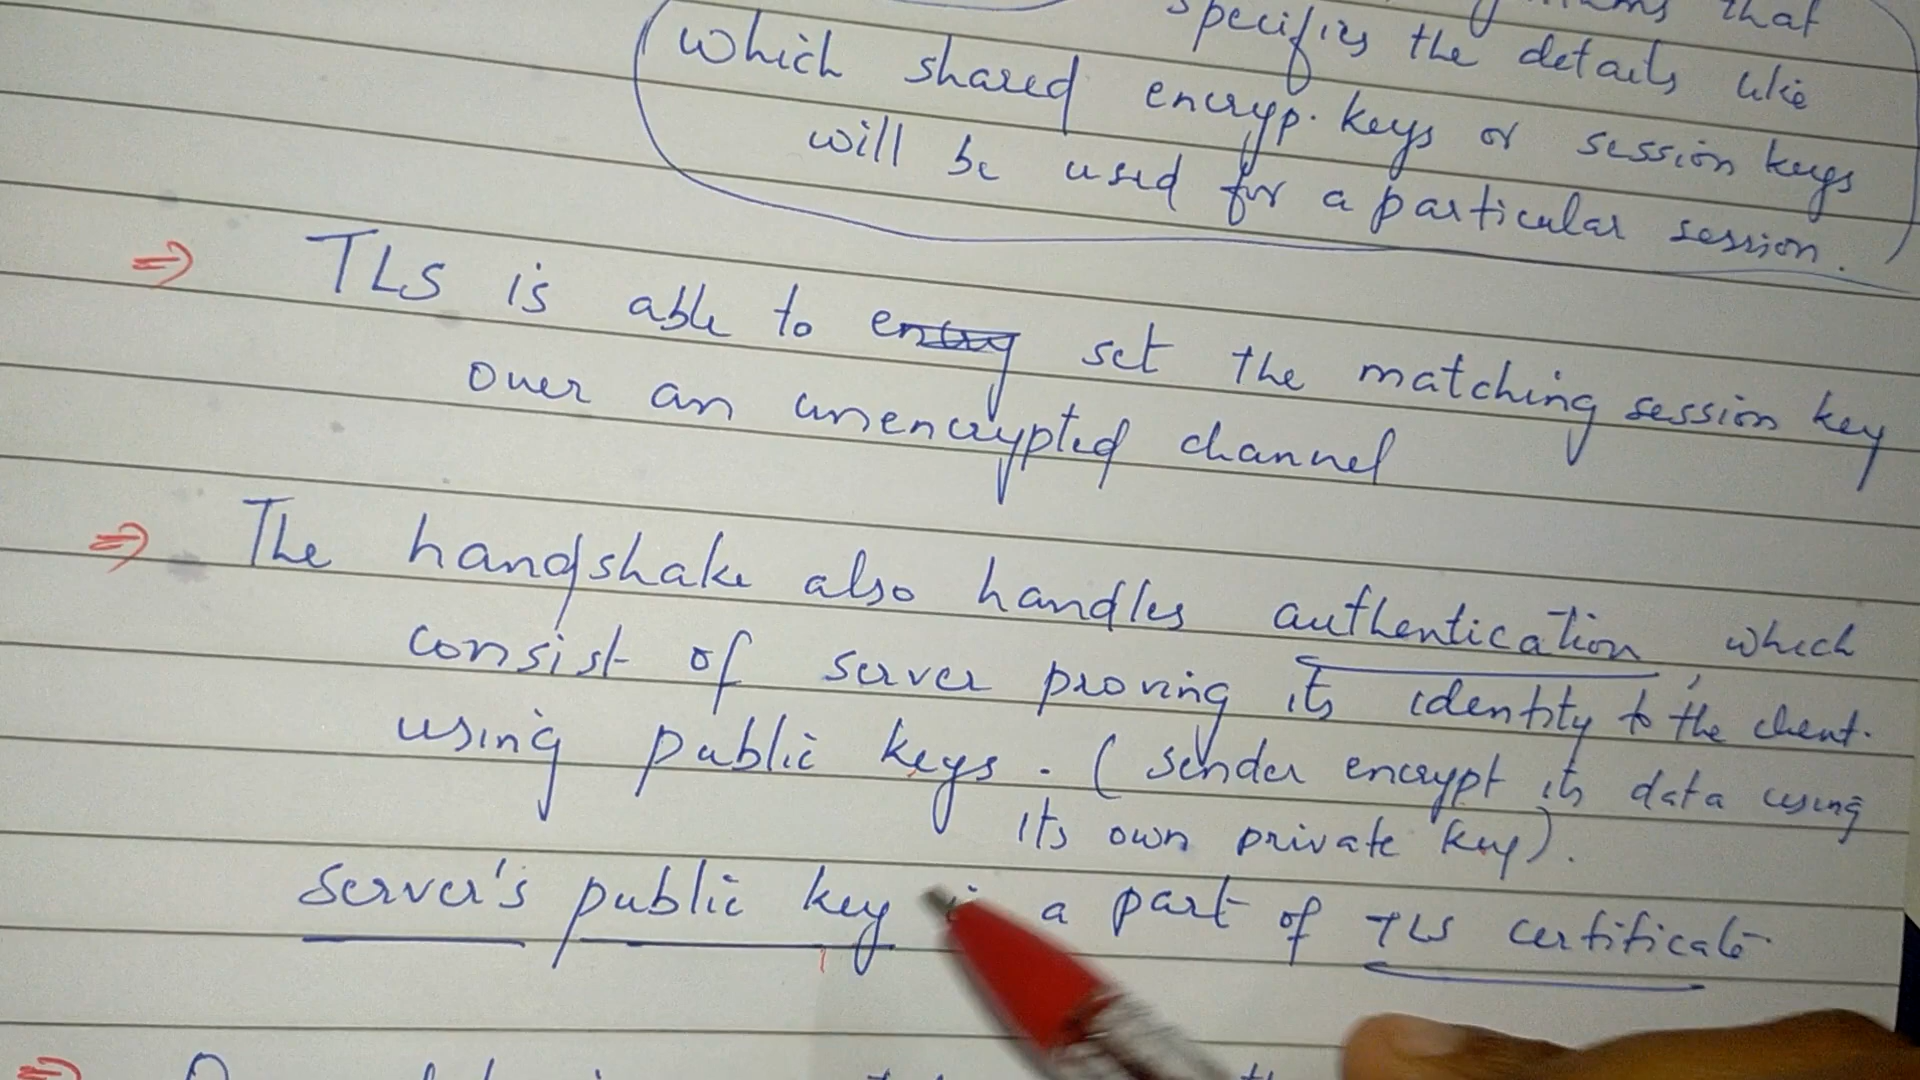 that
specifies the details like
which shared encryp. keys or session keys
will be used for a particular session.
⇒ TLS is able to set the matching session key
over an unencrypted channel
⇒ The handshake also handles authentication, which
consist of server proving its identity to the client.
using public keys. (sender encrypt its data using
its own private key).
server's public key a part of TLS certificate
⇒